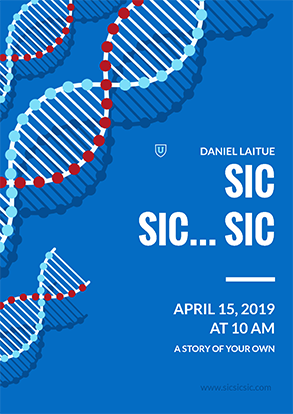 U
DANIEL LAITUE
SIC
SIC... SIC
APRIL 15, 2019
AT 10 AM
A STORY OF YOUR OWN
www.sicsicsic.com